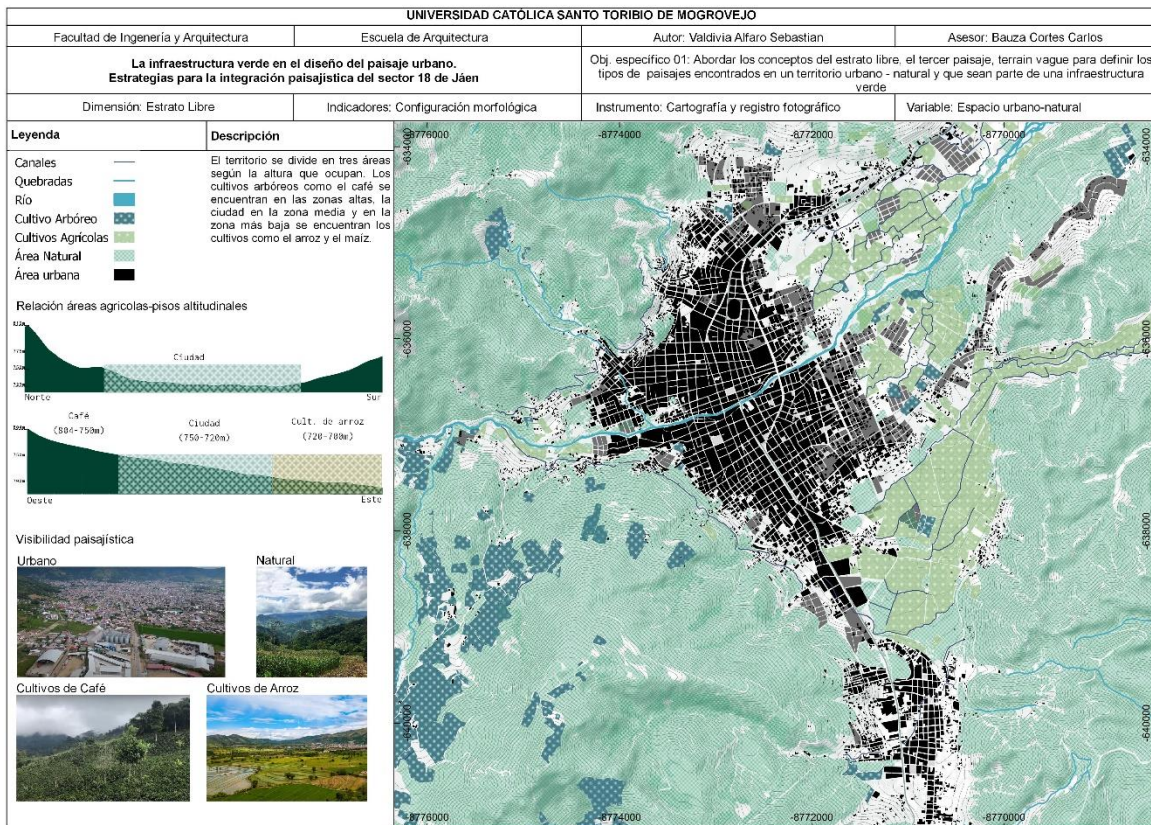 UNIVERSIDAD CATÓLICA SANTO TORIBIO DE MOGROVEJO
Facultad de Ingenería y Arquitectura
Escuela de Arquitectura
Autor: Valdivia Alfaro Sebastian
Asesor: Bauza Cortes Carlos
La infraestructura verde en el diseño del paisaje urbano.
Estrategias para la integración paisajística del sector 18 de Jáen
Obj. específico 01: Abordar los conceptos del estrato libre, el tercer paisaje, terrain vague para definir los
tipos de paisajes encontrados en un territorio urbano - natural y que sean parte de una infraestructura
verde
Dimensión: Estrato Libre
Indicadores: Configuración morfológica
Instrumento: Cartografía y registro fotográfico
Variable: Espacio urbano-natural
Leyenda
Canales
Quebradas
Río
Cultivo Arbóreo
Cultivos Agrícolas
Área Natural
Área urbana
Descripción
El territorio se divide en tres áreas
según la altura que ocupan. Los
cultivos arbóreos como el café se
encuentran en las zonas altas, la
ciudad en la zona media y en la
zona más baja se encuentran los
cultivos como el arroz y el maíz.
Relación áreas agricolas-pisos altitudinales
Ciudad
Norte
Sur
Café
(804-750m)
Ciudad
(750-720m)
Cult. de arroz
(720-700m)
Oeste
Este
Visibilidad paisajística
Urbano
Natural
Cultivos de Café
Cultivos de Arroz
-8776000
-8774000
-8772000
-8770000
-634000
-634000
-636000
-636000
-638000
-638000
-640000
-640000
-8776000
-8774000
-8772000
-8770000